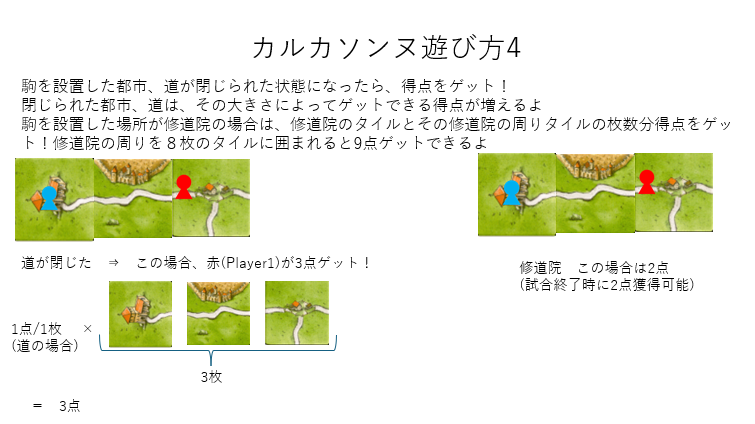 カルカソンヌ遊び方4
駒を設置した都市、道が閉じられた状態になったら、得点をゲット！
閉じられた都市、道は、その大きさによってゲットできる得点が増えるよ
駒を設置した場所が修道院の場合は、修道院のタイルとその修道院の周りタイルの枚数分得点をゲッ
ト！修道院の周りを８枚のタイルに囲まれると9点ゲットできるよ
道が閉じた　⇒　この場合、赤(Player1)が3点ゲット！
修道院　この場合は2点
(試合終了時に2点獲得可能)
1点/1枚　×
(道の場合)
3枚
＝　3点